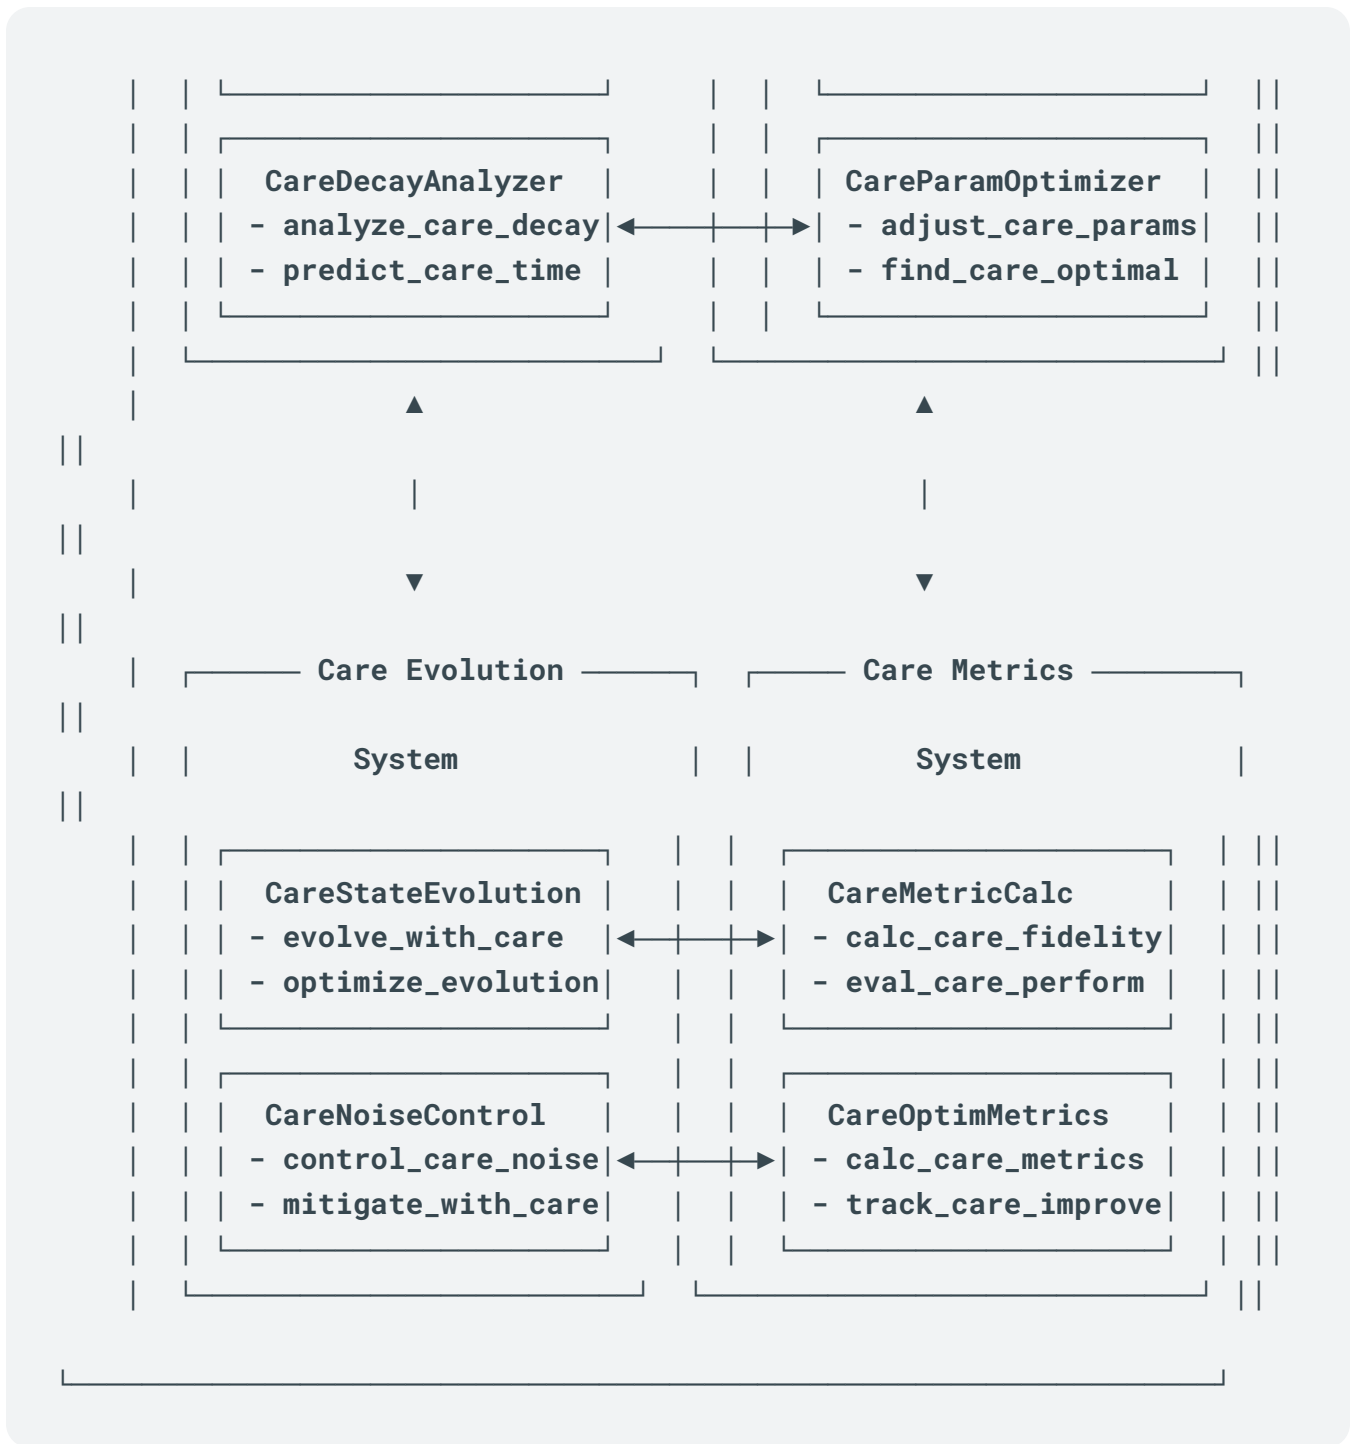 CareDecayAnalyzer CareParamOptimizer
- analyze_care_decay - adjust_care_params
- predict_care_time - find_care_optimal
Care Evolution Care Metrics
System System
CareStateEvolution CareMetricCalc
- evolve_with_care - calc_care_fidelity
- optimize_evolution - eval_care_perform
CareNoiseControl CareOptimMetrics
- control_care_noise - calc_care_metrics
- mitigate_with_care - track_care_improve